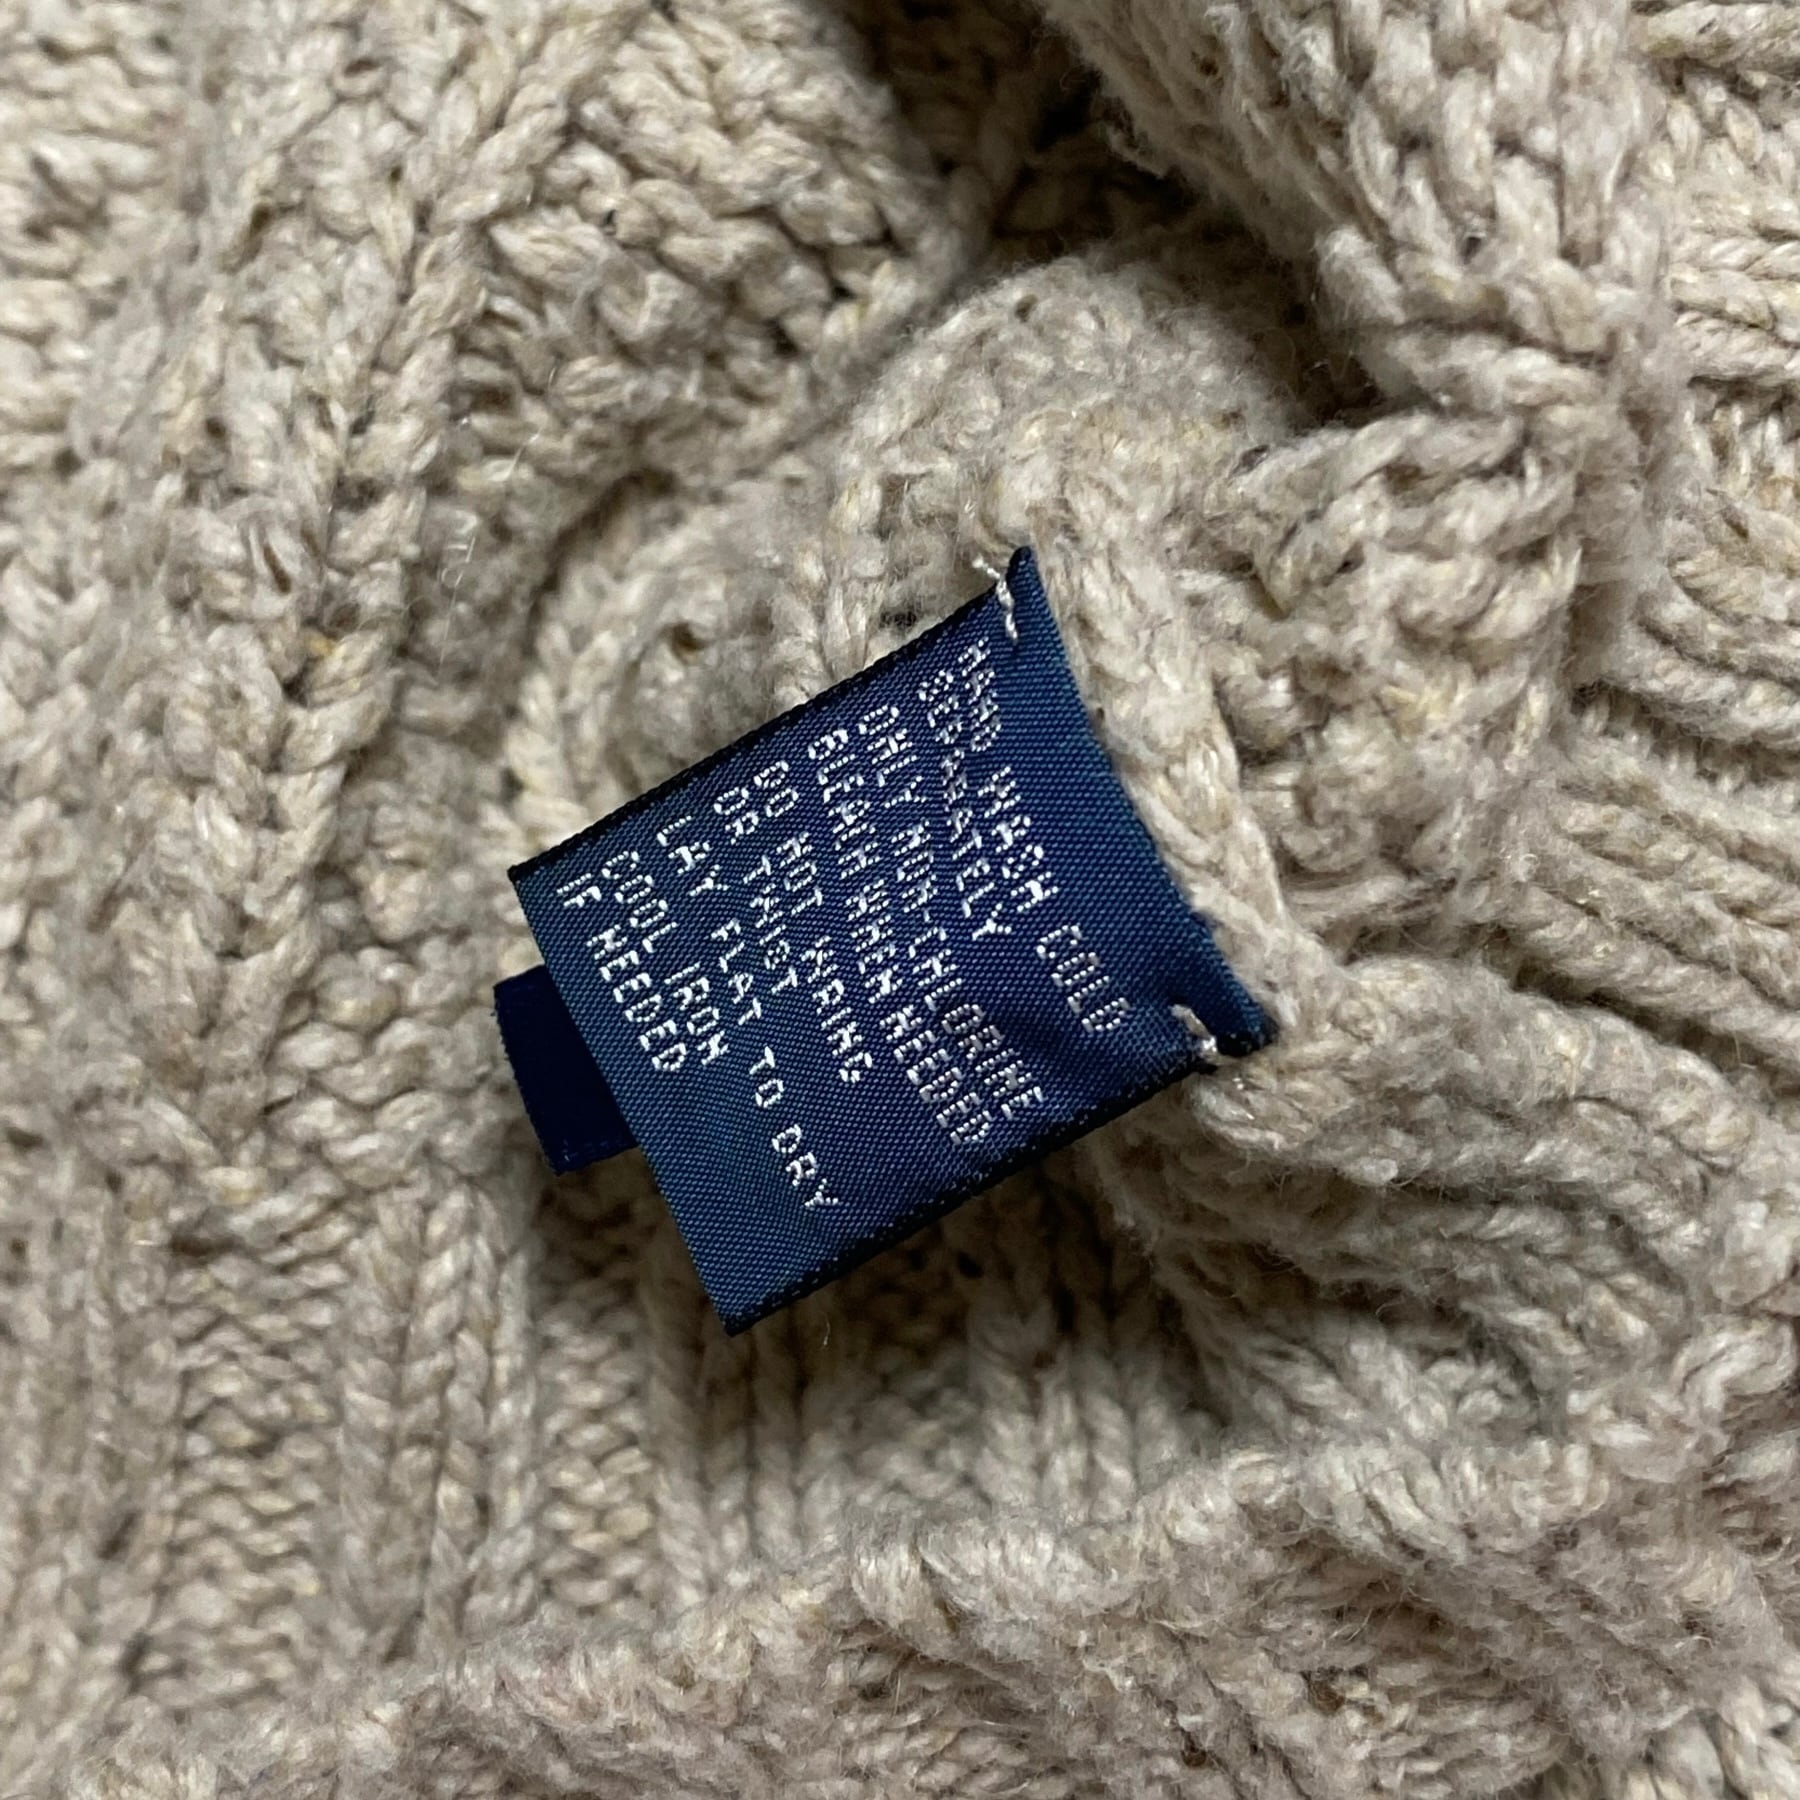 HAND WASH COLD
SEPARATELY
ONLY NON-CHLORINE
BLEACH WHEN NEEDED
DO NOT WRING
OR TWIST
LAY FLAT TO DRY
COOL IRON
IF NEEDED